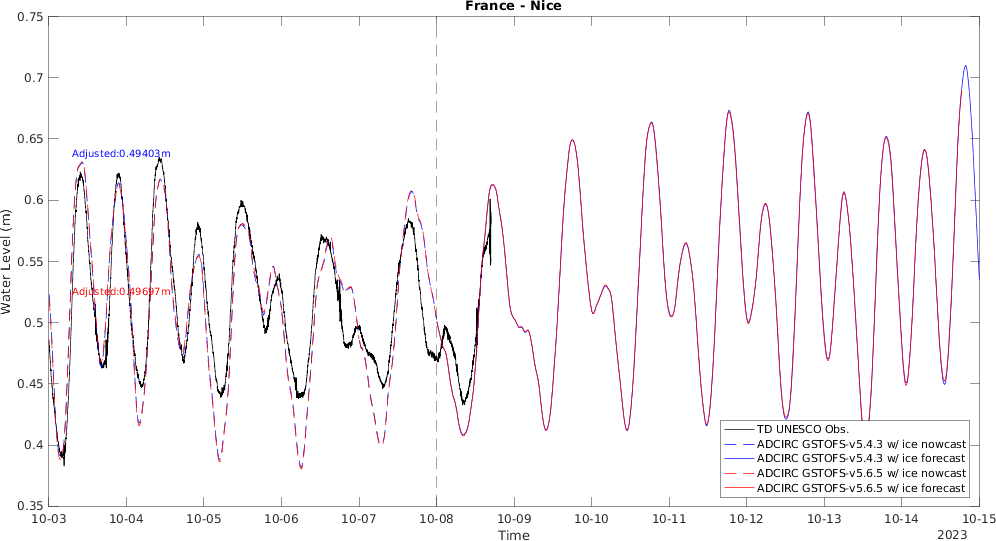 France - Nice
0.75
0.7
0.65
0.6
0.55
0.5
0.45
0.4
0.35
Water Level (m)
Adjusted:0.49403m
Adjusted:0.49697m
TD UNESCO Obs.
ADCIRC GSTOFS-v5.4.3 w/ ice nowcast
ADCIRC GSTOFS-v5.4.3 w/ ice forecast
ADCIRC GSTOFS-v5.6.5 w/ ice nowcast
ADCIRC GSTOFS-v5.6.5 w/ ice forecast
10-03 10-04 10-05 10-06 10-07 10-08 10-09 10-10 10-11 10-12 10-13 10-14 10-15
Time
2023